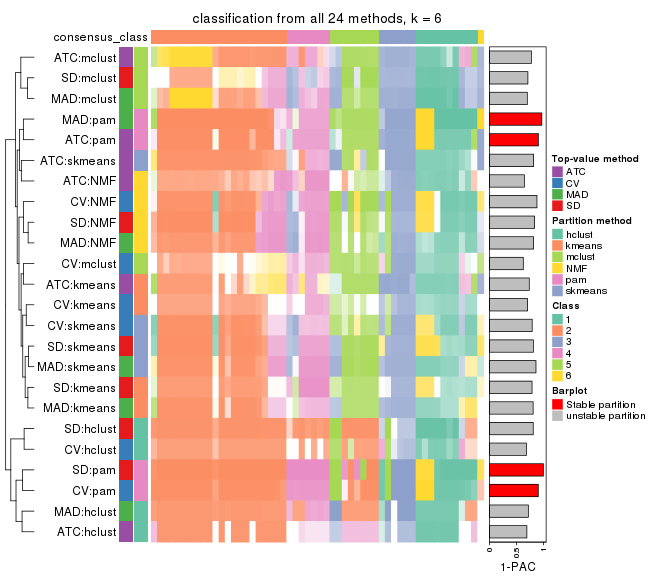 classification from all 24 methods, k = 6
consensus_class
ATC:mclust
SD:mclust
MAD:mclust
MAD:pam
ATC:pam
ATC:skmeans
ATC:NMF
CV:NMF
SD:NMF
MAD:NMF
CV:mclust
ATC:kmeans
CV:kmeans
CV:skmeans
SD:skmeans
MAD:skmeans
SD:kmeans
MAD:kmeans
SD:hclust
CV:hclust
SD:pam
CV:pam
MAD:hclust
ATC:hclust
0
0.5
1
1-PAC
Top-value method
ATC
CV
MAD
SD
Partition method
hclust
kmeans
mclust
NMF
pam
skmeans
Class
1
2
3
4
5
6
Barplot
Stable partition
unstable partition